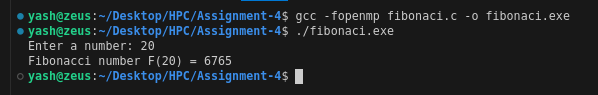 yash@zeus:~/Desktop/HPC/Assignment-4$ gcc -fopenmp fibonaci.c -o fibonaci.exe
yash@zeus:~/Desktop/HPC/Assignment-4$ ./fibonaci.exe
Enter a number: 20
Fibonacci number F(20) = 6765
yash@zeus:~/Desktop/HPC/Assignment-4$